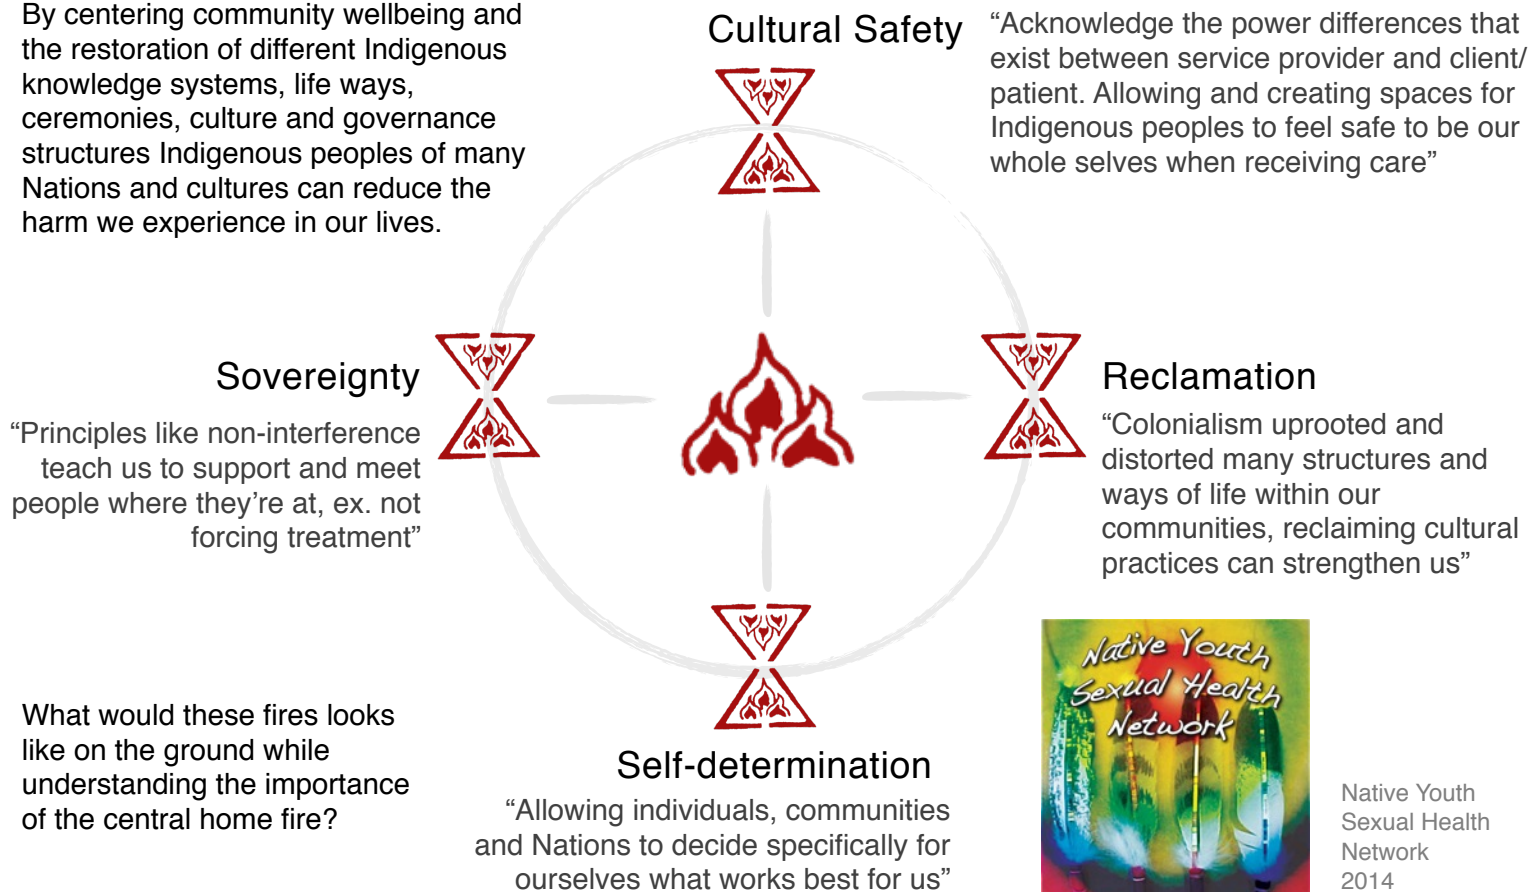 By centering community wellbeing and
the restoration of different Indigenous
knowledge systems, life ways,
ceremonies, culture and governance
structures Indigenous peoples of many
Nations and cultures can reduce the
harm we experience in our lives.
Cultural Safety
“Acknowledge the power differences that
exist between service provider and client/
patient. Allowing and creating spaces for
Indigenous peoples to feel safe to be our
whole selves when receiving care”
Sovereignty
“Principles like non-interference
teach us to support and meet
people where they’re at, ex. not
forcing treatment”
Reclamation
“Colonialism uprooted and
distorted many structures and
ways of life within our
communities, reclaiming cultural
practices can strengthen us”
What would these fires looks
like on the ground while
understanding the importance
of the central home fire?
Self-determination
“Allowing individuals, communities
and Nations to decide specifically for
ourselves what works best for us”
Native Youth
Sexual Health
Network
Native Youth
Sexual Health
Network
2014